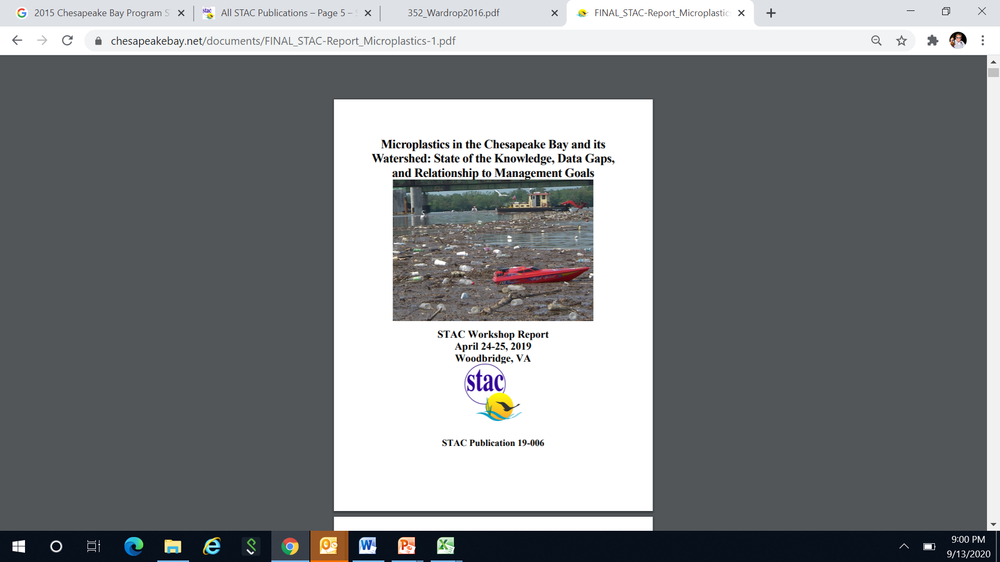 2015 Chesapeake Bay Program S
All STAC Publications – Page 5 – S
352_Wardrop2016.pdf
FINAL_STAC-Report_Microplastics
chesapeakebay.net/documents/FINAL_STAC-Report_Microplastics-1.pdf
Microplastics in the Chesapeake Bay and its
Watershed: State of the Knowledge, Data Gaps,
and Relationship to Management Goals
STAC Workshop Report
April 24-25, 2019
Woodbridge, VA
stac
STAC Publication 19-006
9:00 PM
9/13/2020